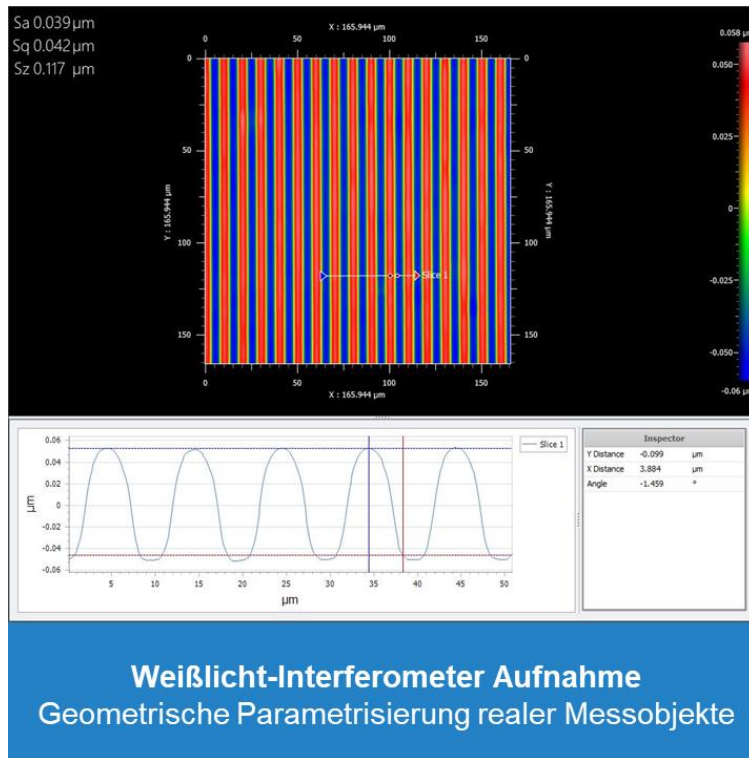 Sa 0.039 µm
Sq 0.042 µm
Sz 0.117 µm
X : 165.944 µm
0 50 100 150
0 0
50 50
100 100
150 150
Y : 165.944 µm
Y : 165.944 µm
Slice 1
0 50 100 150
X : 165.944 µm
0.058 µm
0.050
0.025
0
-0.025
-0.050
-0.06 µm
0.06
0.04
0.02
0
-0.02
-0.04
-0.06
µm
5 10 15 20 25 30 35 40 45 50
µm
Slice 1
Inspector
Y Distance -0.099 µm
X Distance 3.884 µm
Angle -1.459 °
Weißlicht-Interferometer Aufnahme
Geometrische Parametrisierung realer Messobjekte